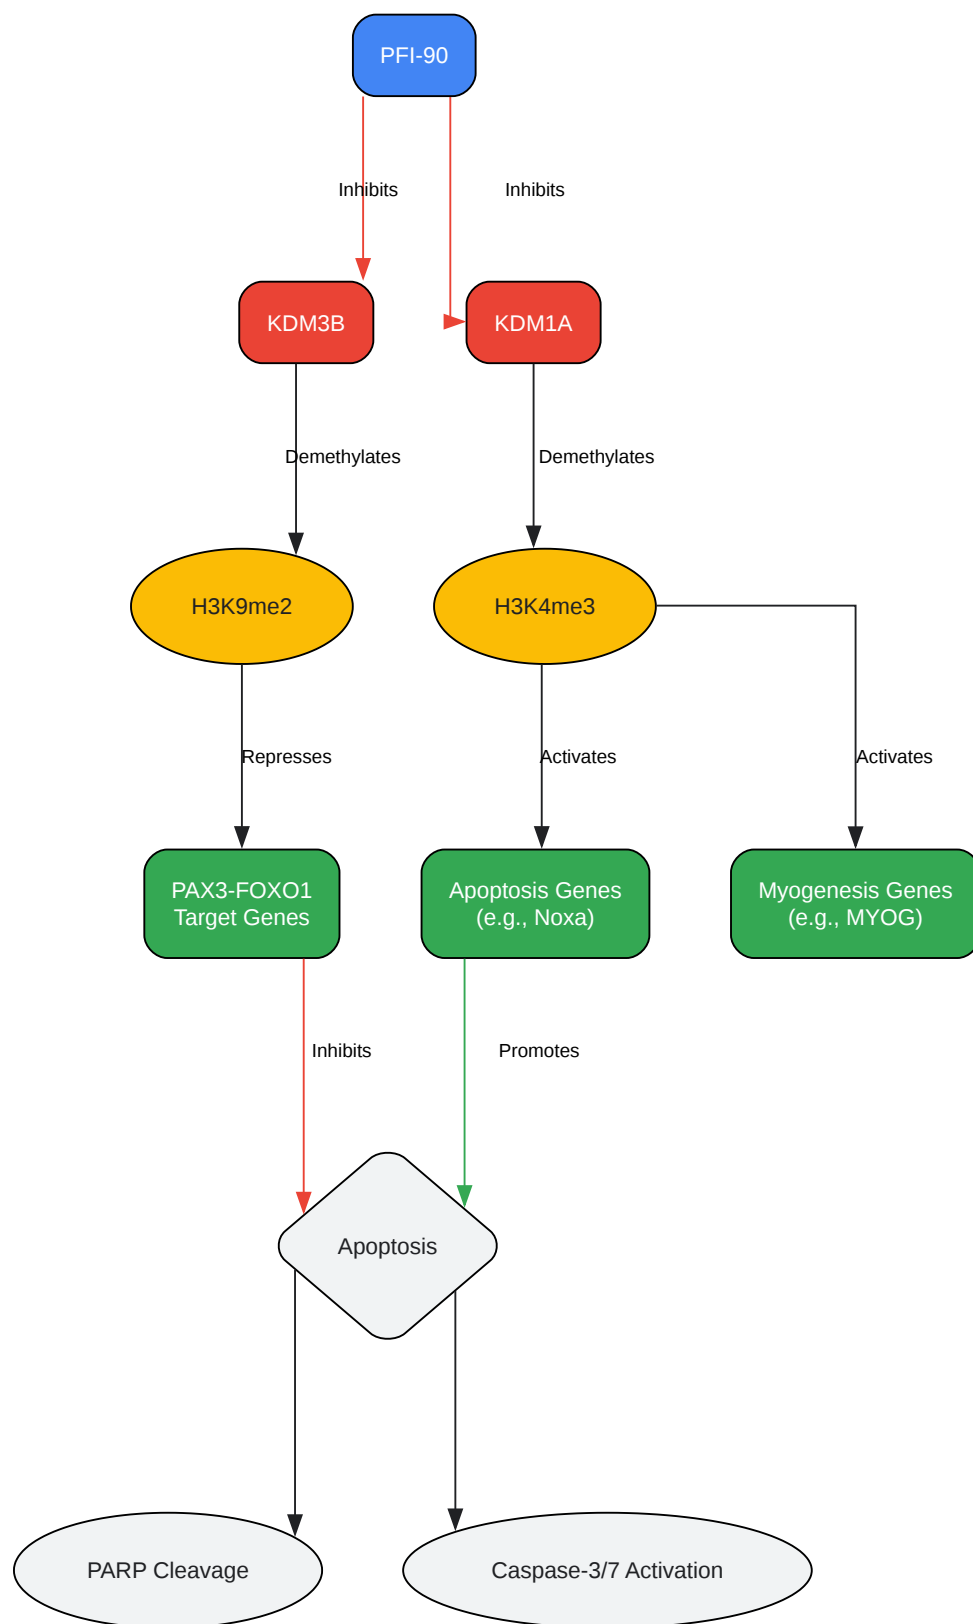 PFI-90
Inhibits
Inhibits
KDM3B
KDM1A
Demethylates
Demethylates
H3K9me2
H3K4me3
Represses
Activates
Activates
PAX3-FOXO1
Target Genes
Apoptosis Genes
(e.g., Noxa)
Myogenesis Genes
(e.g., MYOG)
Inhibits
Promotes
Apoptosis
PARP Cleavage
Caspase-3/7 Activation